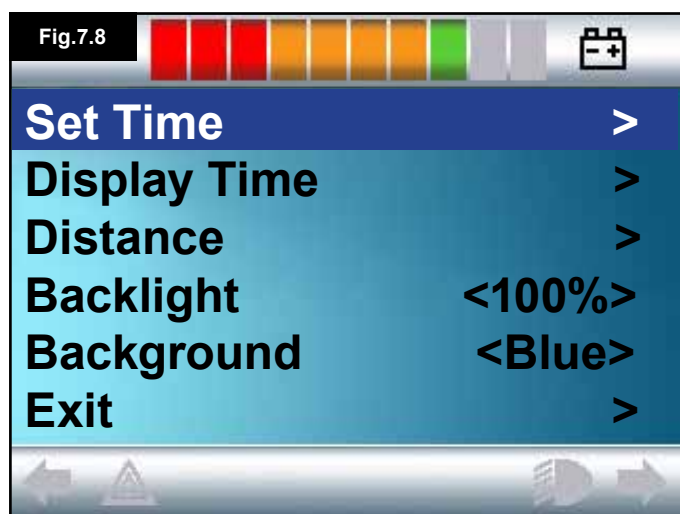 Fig.7.8
Set Time >
Display Time >
Distance >
Backlight <100%>
Background <Blue>
Exit >